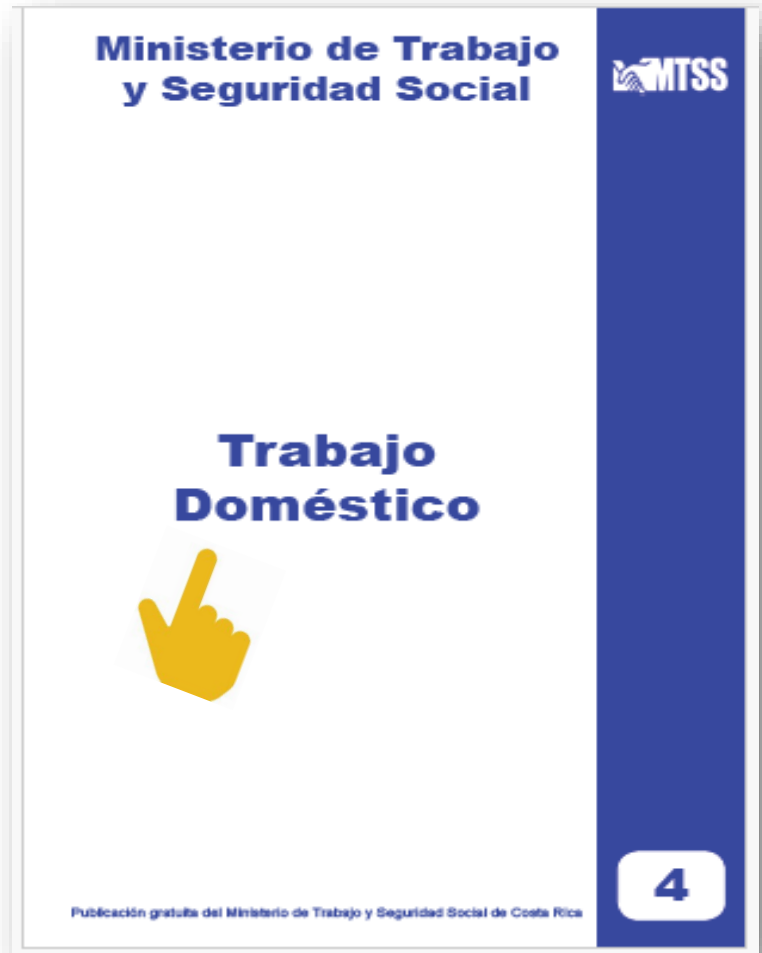 Ministerio de Trabajo
y Seguridad Social
MTSS
Trabajo
Doméstico
4
Publicación gratuita del Ministerio de Trabajo y Seguridad Social de Costa Rica